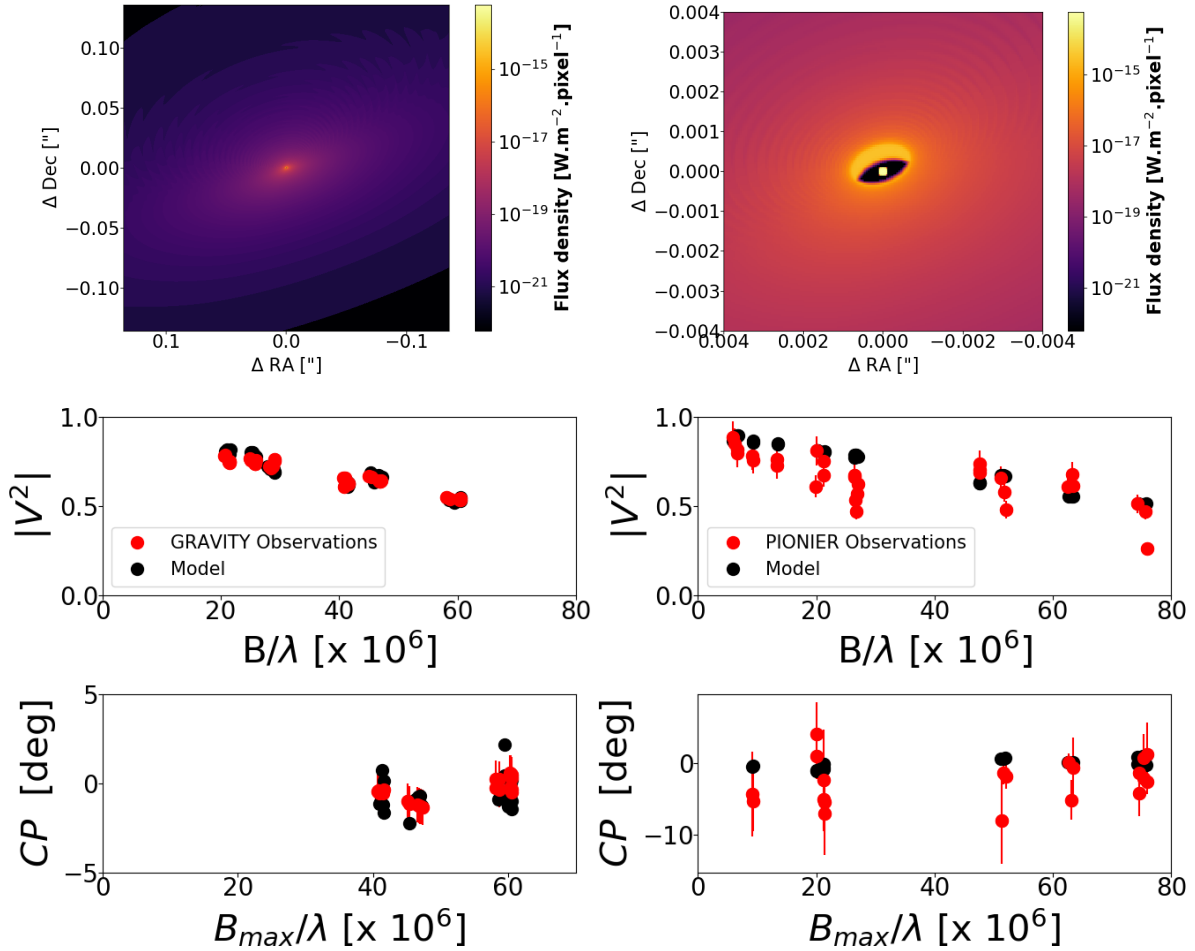 0.10
0.05
0.00
−0.05
−0.10
Δ Dec ["]
0.1 0.0 −0.1
Δ RA ["]
10⁻¹⁵
10⁻¹⁷
10⁻¹⁹
10⁻²¹
Flux density [W.m⁻².pixel⁻¹]
0.004
0.003
0.002
0.001
0.000
−0.001
−0.002
−0.003
−0.004
Δ Dec ["]
0.004 0.002 0.000 −0.002 −0.004
Δ RA ["]
10⁻¹⁵
10⁻¹⁷
10⁻¹⁹
10⁻²¹
Flux density [W.m⁻².pixel⁻¹]
1.0
0.5
0.0
|V²|
GRAVITY Observations
Model
0 20 40 60 80
B/λ [x 10⁶]
1.0
0.5
0.0
|V²|
PIONIER Observations
Model
0 20 40 60 80
B/λ [x 10⁶]
5
0
−5
CP [deg]
0 20 40 60
B_max/λ [x 10⁶]
0
−10
CP [deg]
0 20 40 60 80
B_max/λ [x 10⁶]